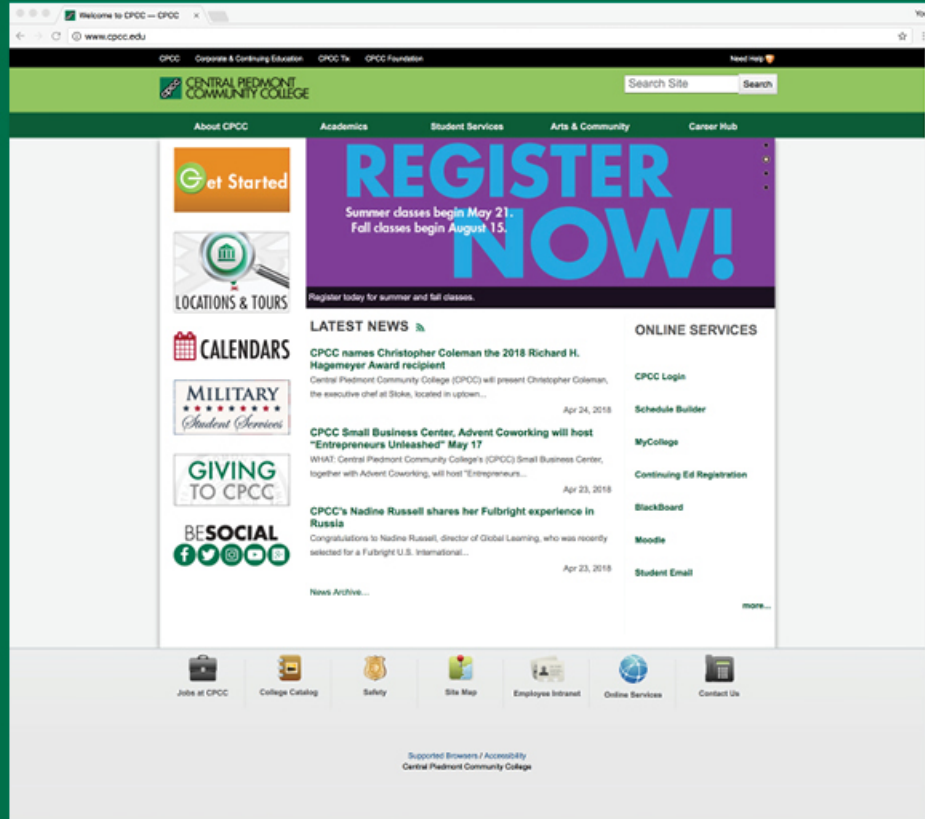 Welcome to CPCC — CPCC
www.cpcc.edu
CPCC Corporate & Continuing Education CPCC Tix CPCC Foundation Need Help
cpcc CENTRAL PIEDMONT
COMMUNITY COLLEGE
Search Site Search
About CPCC Academics Student Services Arts & Community Career Hub
Get Started
LOCATIONS & TOURS
CALENDARS
MILITARY
Student Services
GIVING
TO CPCC
BESOCIAL
REGISTER
NOW!
Summer classes begin May 21.
Fall classes begin August 15.
Register today for summer and fall classes.
LATEST NEWS
CPCC names Christopher Coleman the 2018 Richard H.
Hagemeyer Award recipient
Central Piedmont Community College (CPCC) will present Christopher Coleman,
the executive chef at Stoke, located in uptown...
Apr 24, 2018
CPCC Small Business Center, Advent Coworking will host
"Entrepreneurs Unleashed" May 17
WHAT: Central Piedmont Community College's (CPCC) Small Business Center,
together with Advent Coworking, will host "Entrepreneurs...
Apr 23, 2018
CPCC's Nadine Russell shares her Fulbright experience in
Russia
Congratulations to Nadine Russell, director of Global Learning, who was recently
selected for a Fulbright U.S. International...
Apr 23, 2018
News Archive...
ONLINE SERVICES
CPCC Login
Schedule Builder
MyCollege
Continuing Ed Registration
BlackBoard
Moodle
Student Email
more...
Jobs at CPCC College Catalog Safety Site Map Employee Intranet Online Services Contact Us
Supported Browsers / Accessibility
Central Piedmont Community College